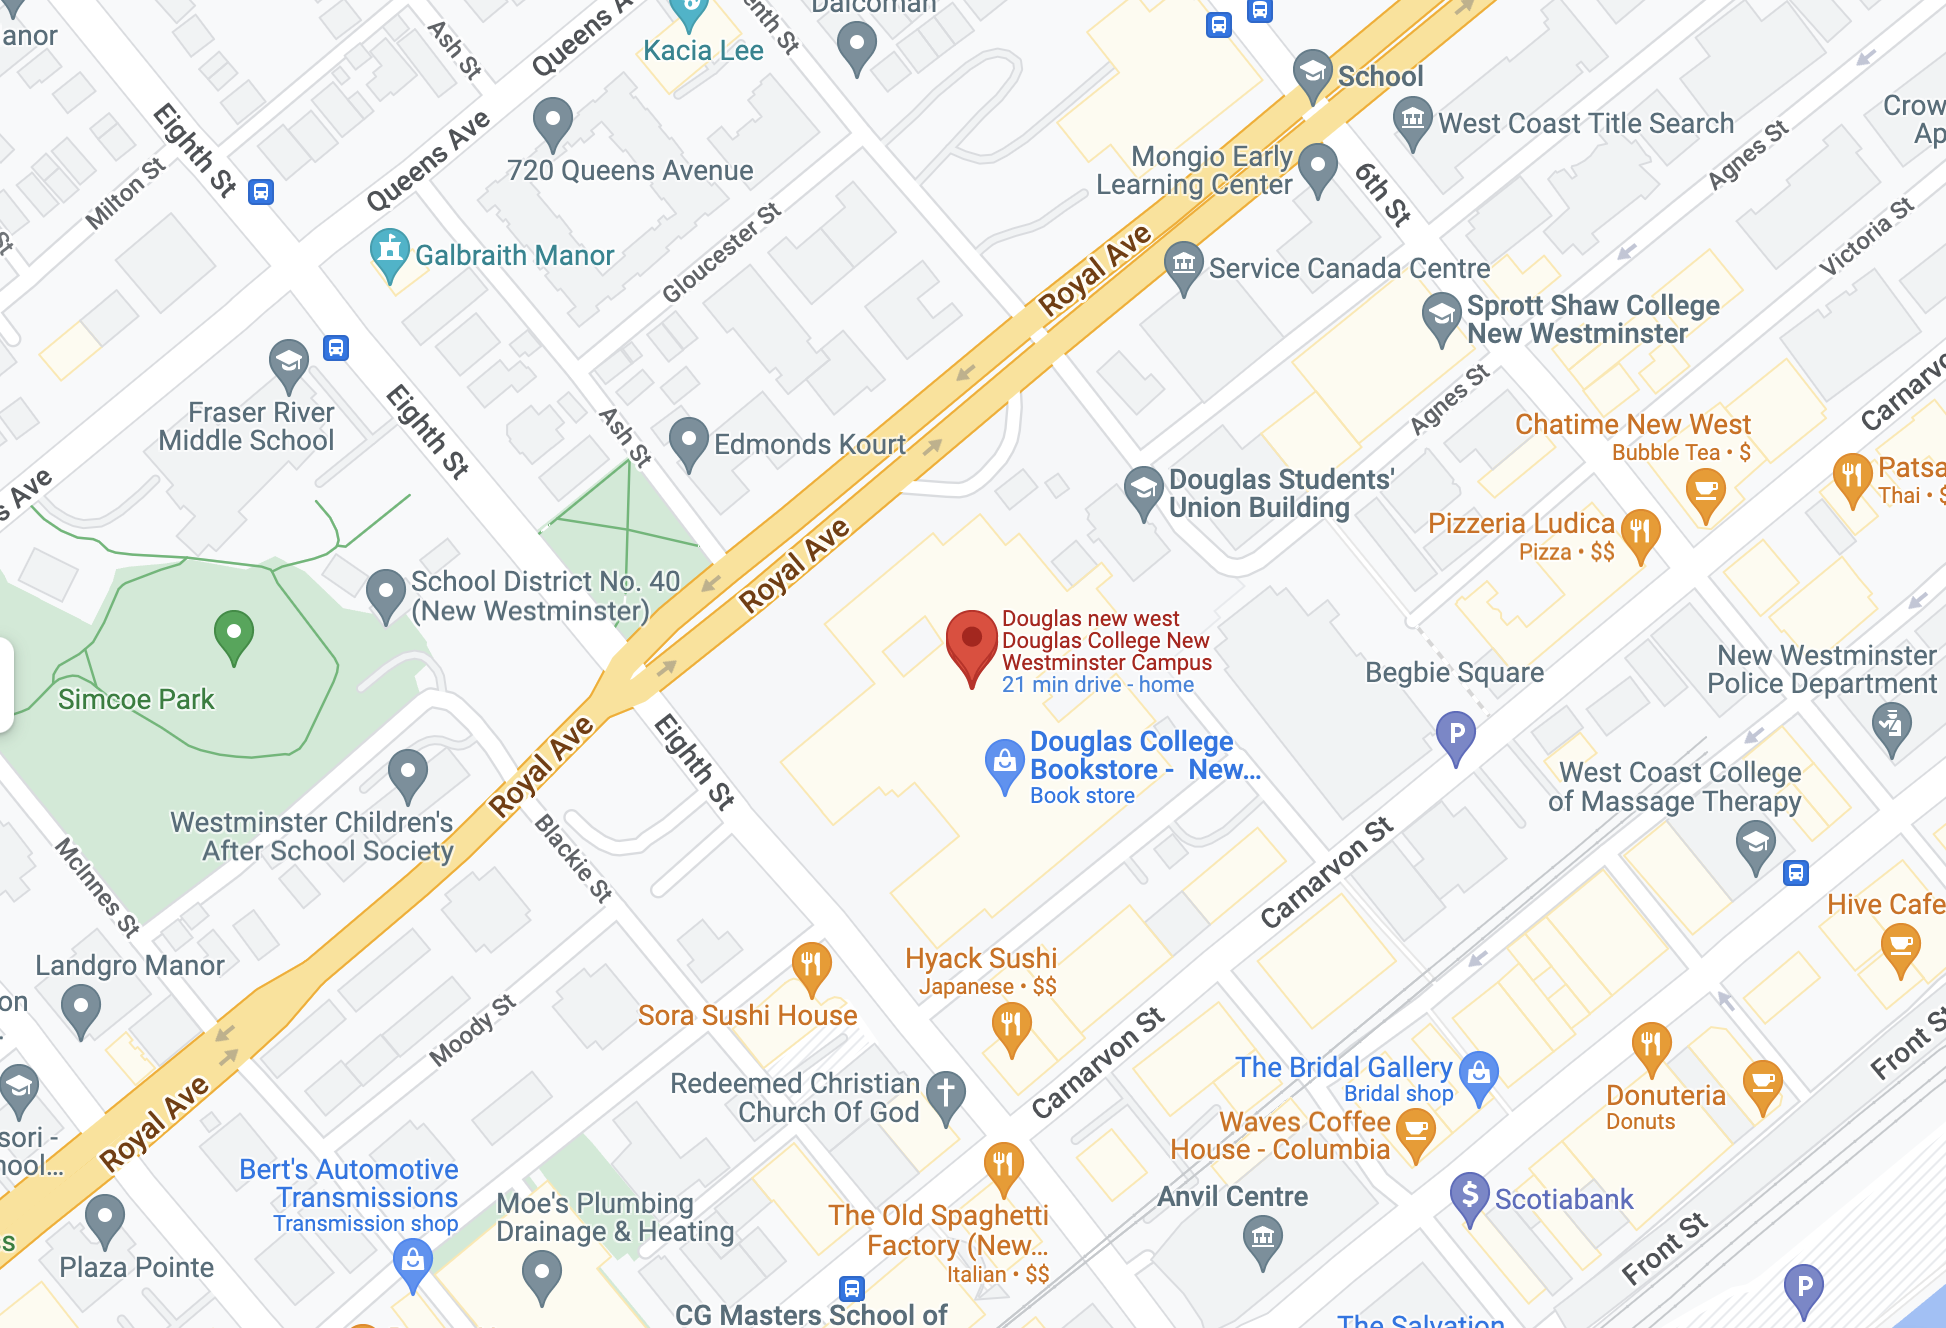 anor
Ash St
Queens A
Kacia Lee
enth St
Dalcoman
School
West Coast Title Search
Crow
Ap
Eighth St
Queens Ave
720 Queens Avenue
Milton St
Mongio Early
Learning Center
6th St
Agnes St
Victoria St
Galbraith Manor
Gloucester St
Royal Ave
Service Canada Centre
Sprott Shaw College
New Westminster
Fraser River
Middle School
Eighth St
Ash St
Edmonds Kourt
Agnes St
Carnarvo
Chatime New West
Bubble Tea • $
Patsa
Thai • $
s Ave
Douglas Students'
Union Building
Pizzeria Ludica
Pizza • $$
School District No. 40
(New Westminster)
Royal Ave
Douglas new west
Douglas College New
Westminster Campus
21 min drive - home
Begbie Square
New Westminster
Police Department
Simcoe Park
P
Royal Ave
Eighth St
Douglas College
Bookstore - New...
Book store
West Coast College
of Massage Therapy
Westminster Children's
After School Society
McInnes St
Blackie St
Carnarvon St
Hive Cafe
Landgro Manor
on
Sora Sushi House
Hyack Sushi
Japanese • $$
Moody St
Carnarvon St
Front St
Redeemed Christian
Church Of God
The Bridal Gallery
Bridal shop
Waves Coffee
House - Columbia
Donuteria
Donuts
Royal Ave
sori -
hool...
Bert's Automotive
Transmissions
Transmission shop
Moe's Plumbing
Drainage & Heating
The Old Spaghetti
Factory (New...
Italian • $$
Anvil Centre
$
Scotiabank
Front St
ss
Plaza Pointe
P
CG Masters School of
The Salvation